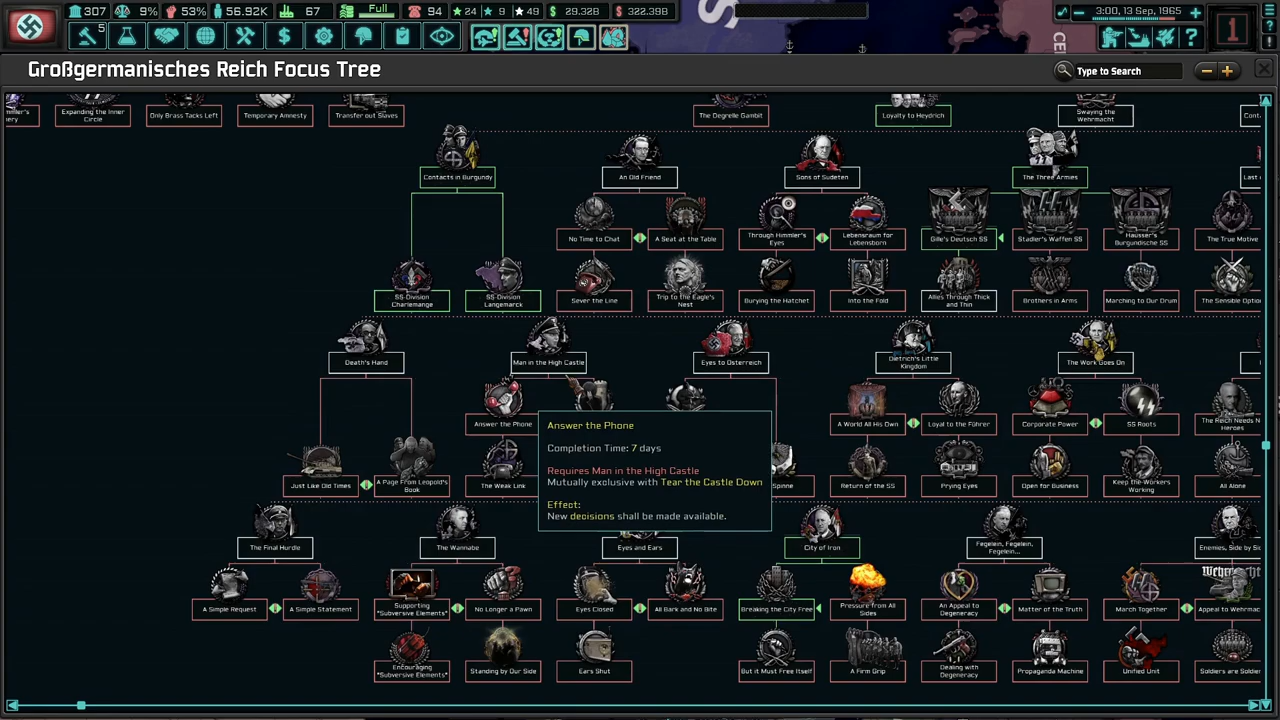 307 9% 53% 56.92K 67 Full 94 24 9 49 $ 29.328 $ 322.398 3:00, 13 Sep, 1965
5
Großgermanisches Reich Focus Tree
Type to Search
Expanding the Inner Circle
Only Brass Tacks Left
Temporary Amnesty
Transfer out Slaves
The Degrelle Gambit
Loyalty to Heydrich
Swaying the Wehrmacht
Contacts in Burgundy
An Old Friend
Sons of Sudeten
The Three Armies
No Time to Chat
A Seat at the Table
Through Himmler's Eyes
Lebensraum for Lebensborn
Gille's Deutsch SS
Stadler's Waffen SS
Hausser's Burgundische SS
The True Motive
SS-Division Charlemange
SS-Division Langemarck
Sever the Line
Trip to the Eagle's Nest
Burying the Hatchet
Into the Fold
Allies Through Thick and Thin
Brothers in Arms
Marching to Our Drum
The Sensible Optio
Death's Hand
Man in the High Castle
Eyes to Österreich
Dietrich's Little Kingdom
The Work Goes On
Answer the Phone
A World All His Own
Loyal to the Führer
Corporate Power
SS Roots
The Reich Needs N
Heroes
Answer the Phone
Completion Time: 7 days
Requires Man in the High Castle
Mutually exclusive with Tear the Castle Down
Effect:
New decisions shall be made available.
Just Like Old Times
A Page From Leopold's Book
The Weak Link
Spine
Return of the SS
Prying Eyes
Open for Business
Keep the Workers Working
All Alone
The Final Hurdle
The Wannabe
Eyes and Ears
City of Iron
Fegelein, Fegelein, Fegelein...
Enemies, Side by Si
A Simple Request
A Simple Statement
Supporting "Subversive Elements"
No Longer a Pawn
Eyes Closed
All Bark and No Bite
Breaking the City Free
Pressure from All Sides
An Appeal to Degeneracy
Matter of the Truth
March Together
Appeal to Wehrmac
Encouraging "Subversive Elements"
Standing by Our Side
Ears Shut
But it Must Free Itself
A Firm Grip
Dealing with Degeneracy
Propaganda Machine
Unified Unit
Soldiers are Soldier